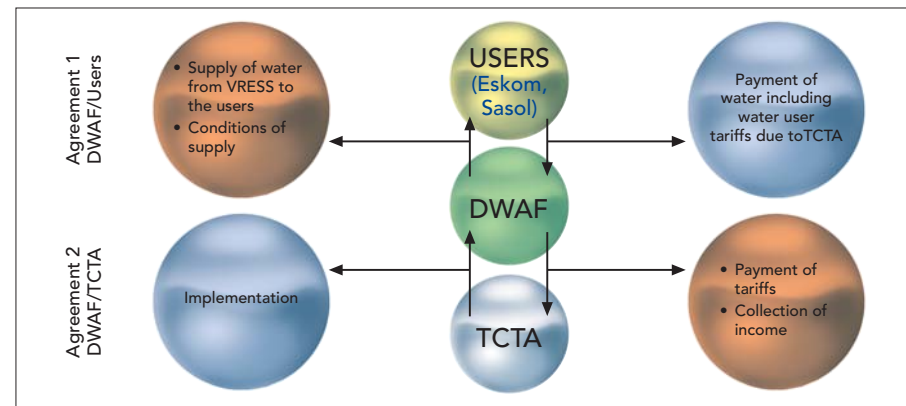 Agreement 1
DWAF/Users
• Supply of water
from VRESS to
the users
• Conditions of
supply
USERS
(Eskom,
Sasol)
Payment of
water including
water user
tariffs due toTCTA
DWAF
Agreement 2
DWAF/TCTA
Implementation
TCTA
• Payment of
tariffs
• Collection of
income